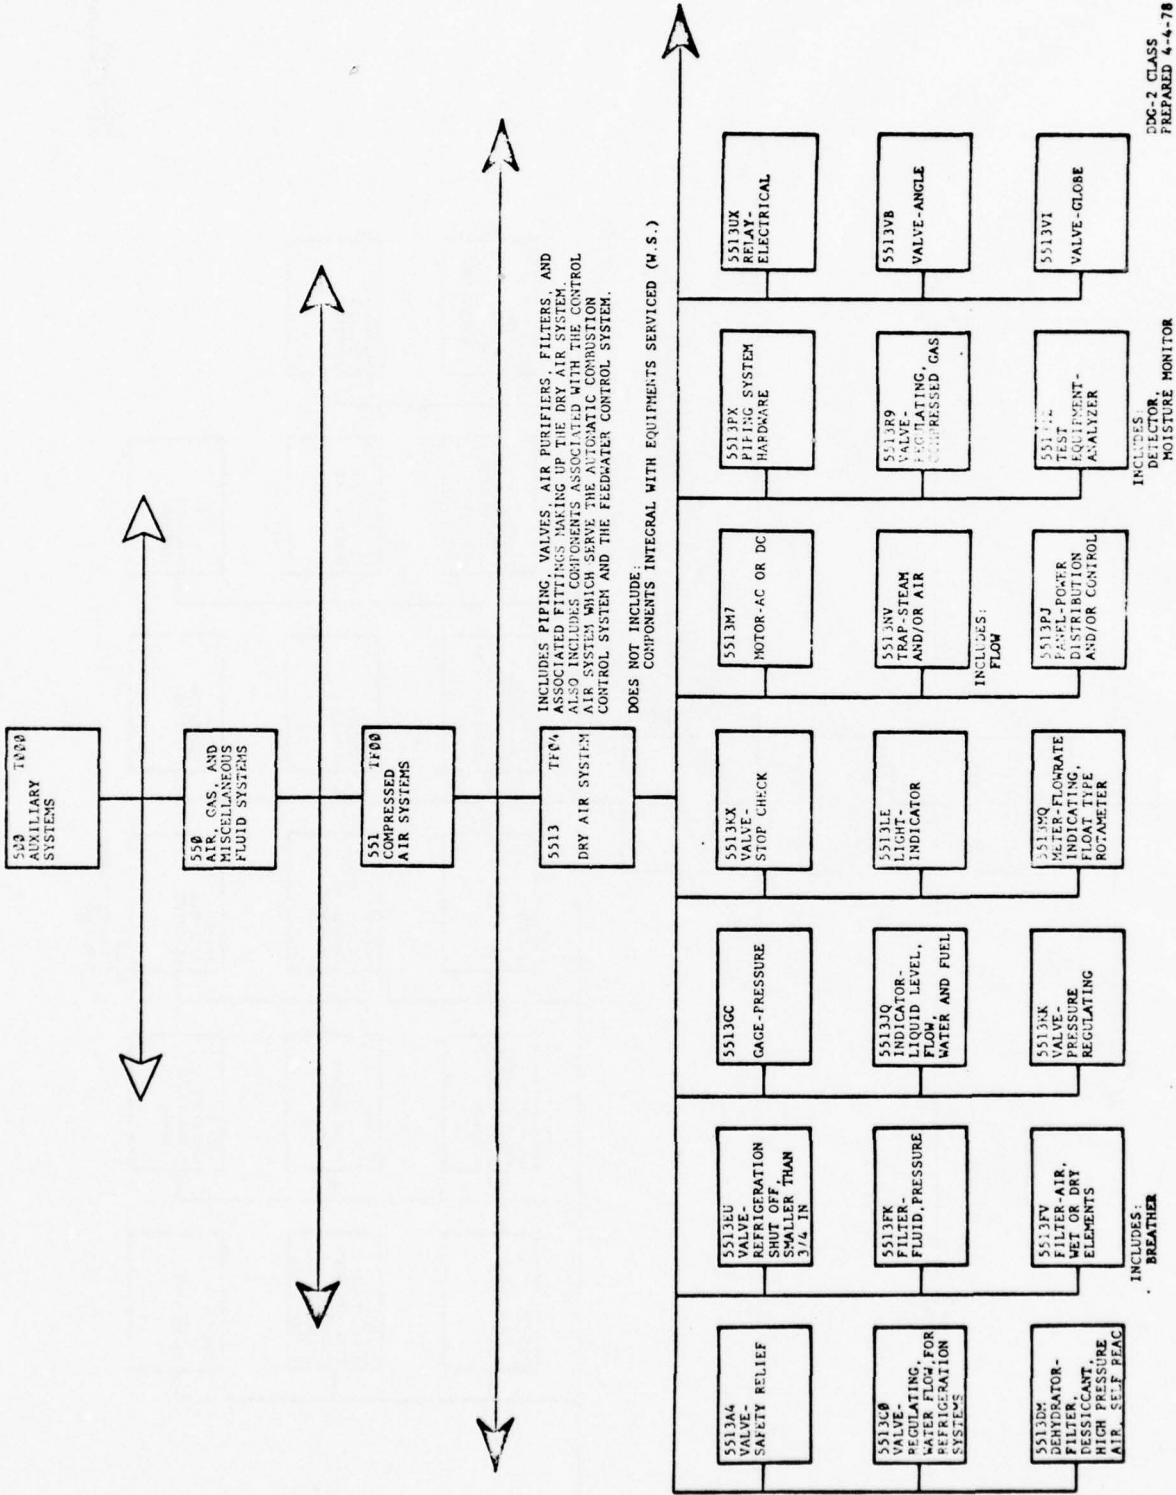 AUXILIARY
SYSTEMS
550
AIR, GAS, AND
MISCELLANEOUS
FLUID SYSTEMS
551 TF00
COMPRESSED
AIR SYSTEMS
5513 TF04
DRY AIR SYSTEM
INCLUDES PIPING, VALVES, AIR PURIFIERS, FILTERS, AND
ASSOCIATED FITTINGS MAKING UP THE DRY AIR SYSTEM.
ALSO INCLUDES COMPONENTS ASSOCIATED WITH THE CONTROL
AIR SYSTEM WHICH SERVE THE AUTOMATIC COMBUSTION
CONTROL SYSTEM AND THE FEEDWATER CONTROL SYSTEM.
DOES NOT INCLUDE:
COMPONENTS INTEGRAL WITH EQUIPMENTS SERVICED (W.S.)
5513A4
VALVE-
SAFETY RELIEF
5513C0
VALVE-
REGULATING,
WATER FLOW,FOR
REFRIGERATION
SYSTEMS
5513DM
DEHYDRATOR-
FILTER,
DESSICCANT,
HIGH PRESSURE
AIR, SELF REAC
5513EU
VALVE-
REFRIGERATION
SHUT OFF,
SMALLER THAN
3/4 IN
5513FK
FILTER-
FLUID,PRESSURE
5513FV
FILTER-AIR,
WET OR DRY
ELEMENTS
INCLUDES:
BREATHER
5513GC
GAGE-PRESSURE
5513JQ
INDICATOR-
LIQUID LEVEL,
FLOW,
WATER AND FUEL
5513KK
VALVE-
PRESSURE
REGULATING
5513KX
VALVE-
STOP CHECK
5513LE
LIGHT-
INDICATOR
5513MQ
METER-FLOWRATE
INDICATING,
FLOAT TYPE
ROTAMETER
5513M7
MOTOR-AC OR DC
5513NV
TRAP-STEAM
AND/OR AIR
INCLUDES:
FLOW
5513PJ
PANEL-POWER
DISTRIBUTION
AND/OR CONTROL
5513PX
PIPING SYSTEM
HARDWARE
5513R9
VALVE-
REGULATING,
COMPRESSED GAS
TEST
EQUIPMENT-
ANALYZER
INCLUDES:
DETECTOR,
MOISTURE MONITOR
5513UX
RELAY-
ELECTRICAL
5513VB
VALVE-ANGLE
5513VI
VALVE-GLOBE
DDG-2 CLASS
PREPARED 4-4-78